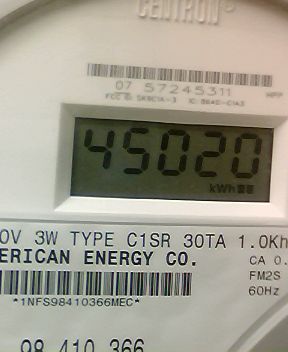 CENTRON®
07 57245311
45020
kWh
0V 3W TYPE C1SR 30TA 1.0Kh
ERICAN ENERGY CO.
CA 0.
FM2S
60Hz
*1NFS98410366MEC*
98 410 366